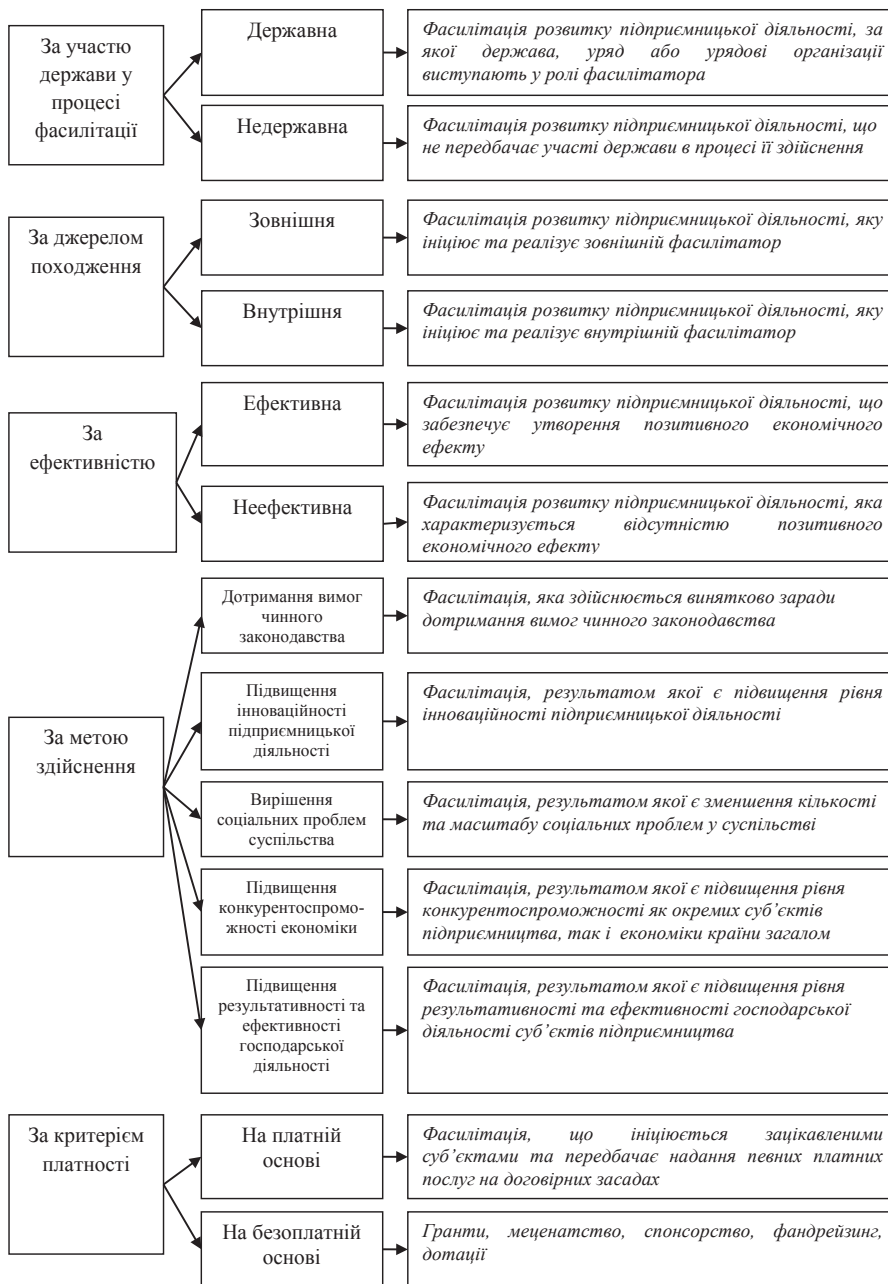 За участю
держави у
процесі
фасилітації
Державна
Фасилітація розвитку підприємницької діяльності, за
якої держава, уряд або урядові організації
виступають у ролі фасилітатора
Недержавна
Фасилітація розвитку підприємницької діяльності, що
не передбачає участі держави в процесі її здійснення
За джерелом
походження
Зовнішня
Фасилітація розвитку підприємницької діяльності, яку
ініціює та реалізує зовнішній фасилітатор
Внутрішня
Фасилітація розвитку підприємницької діяльності, яку
ініціює та реалізує внутрішній фасилітатор
За
ефективністю
Ефективна
Фасилітація розвитку підприємницької діяльності, що
забезпечує утворення позитивного економічного
ефекту
Неефективна
Фасилітація розвитку підприємницької діяльності, яка
характеризується відсутністю позитивного
економічного ефекту
За метою
здійснення
Дотримання вимог
чинного
законодавства
Фасилітація, яка здійснюється винятково заради
дотримання вимог чинного законодавства
Підвищення
інноваційності
підприємницької
діяльності
Фасилітація, результатом якої є підвищення рівня
інноваційності підприємницької діяльності
Вирішення
соціальних проблем
суспільства
Фасилітація, результатом якої є зменшення кількості
та масштабу соціальних проблем у суспільстві
Підвищення
конкурентоспромо-
жності економіки
Фасилітація, результатом якої є підвищення рівня
конкурентоспроможності як окремих суб’єктів
підприємництва, так і економіки країни загалом
Підвищення
результативності та
ефективності
господарської
діяльності
Фасилітація, результатом якої є підвищення рівня
результативності та ефективності господарської
діяльності суб’єктів підприємництва
За критерієм
платності
На платній
основі
Фасилітація, що ініціюється зацікавленими
суб’єктами та передбачає надання певних платних
послуг на договірних засадах
На безоплатній
основі
Гранти, меценатство, спонсорство, фандрейзинг,
дотації